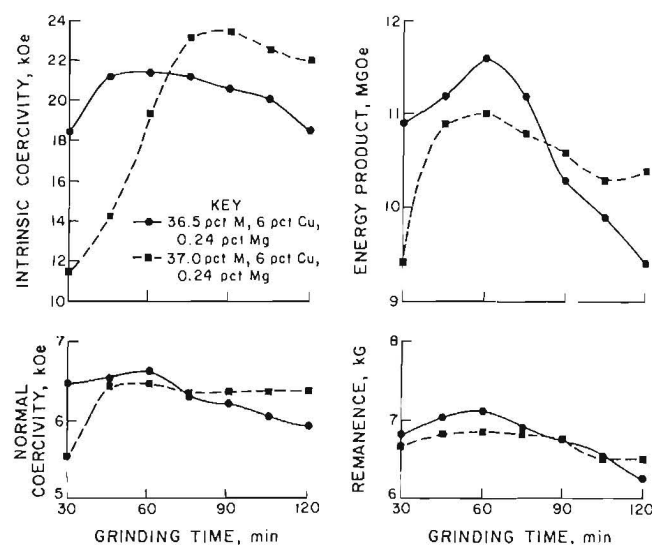 INTRINSIC COERCIVITY, kOe
24
22
20
18
16
14
12
10
KEY
36.5 pct M, 6 pct Cu,
0.24 pct Mg
37.0 pct M, 6 pct Cu,
0.24 pct Mg
ENERGY PRODUCT, MGOe
12
11
10
9
NORMAL
COERCIVITY, kOe
7
6
5
30
60
90
120
GRINDING TIME, min
REMANENCE, kG
8
7
6
30
60
90
120
GRINDING TIME, min